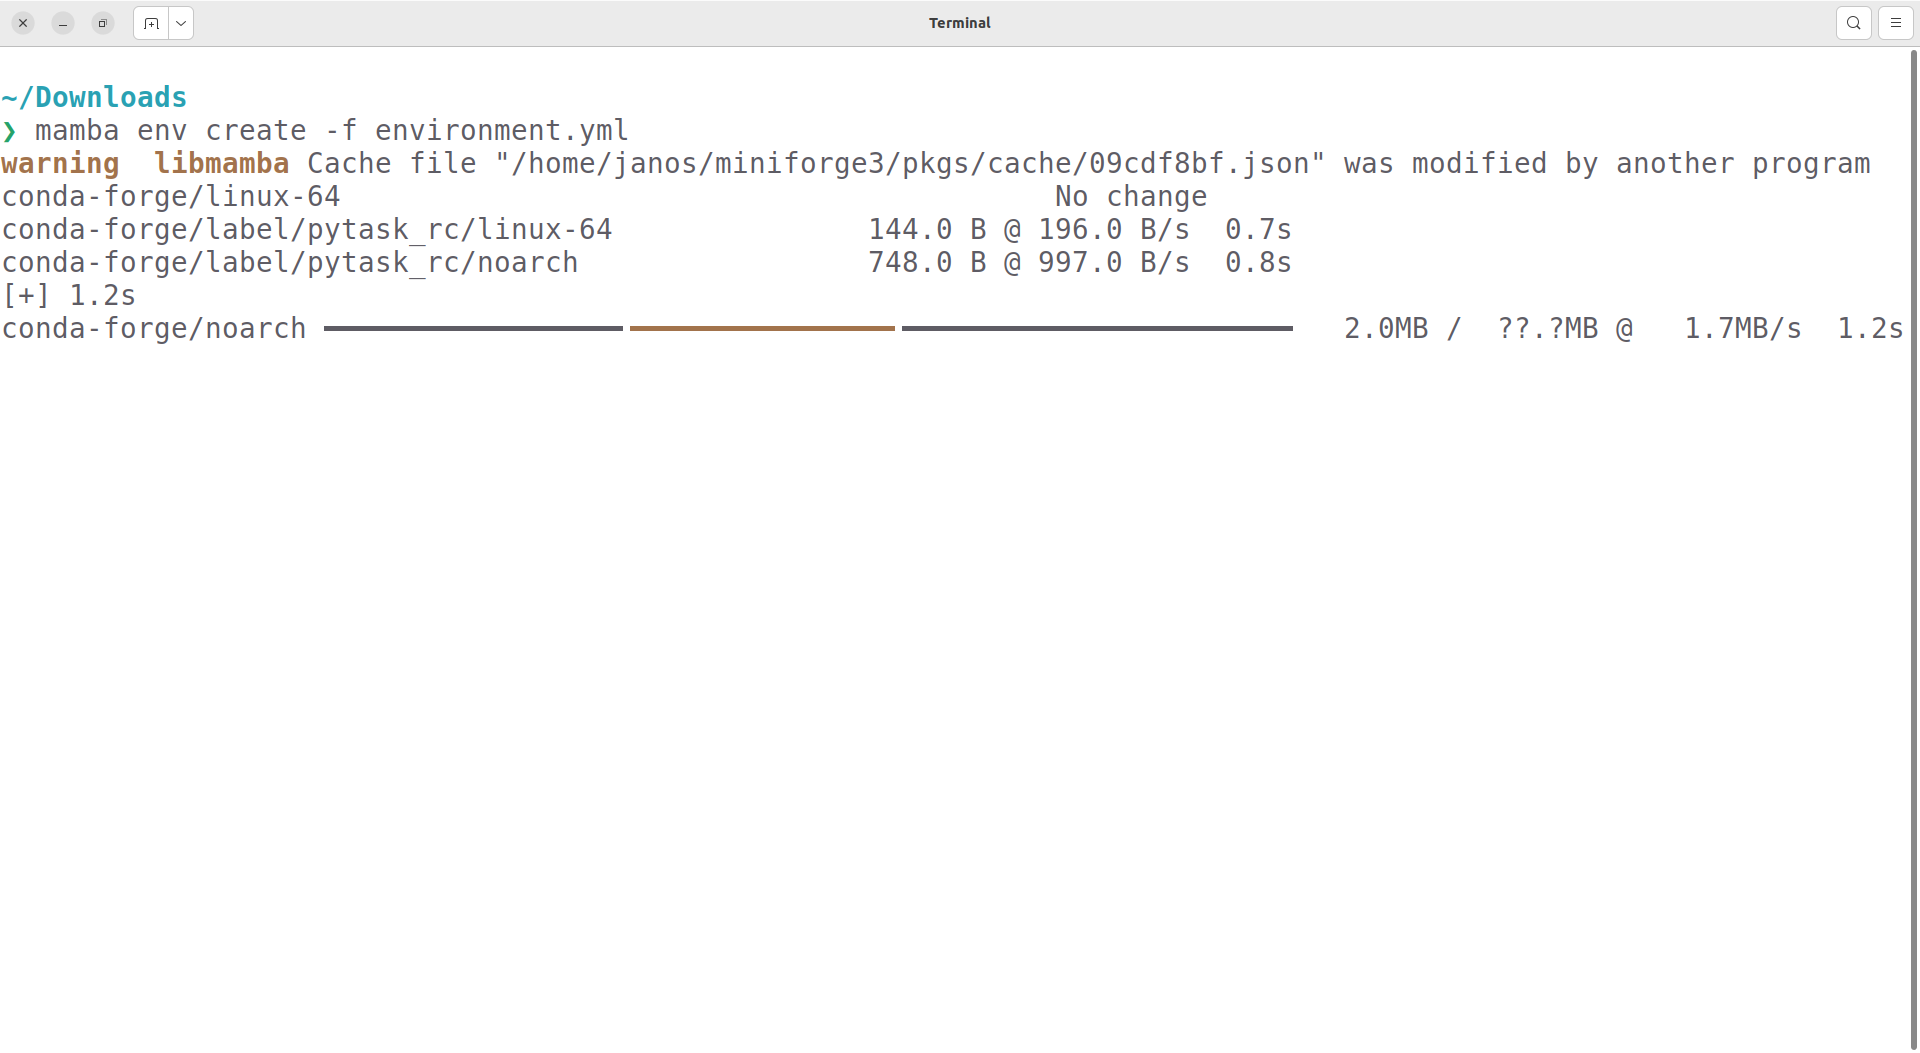 Terminal
~/Downloads
❯ mamba env create -f environment.yml
warning  libmamba Cache file "/home/janos/miniforge3/pkgs/cache/09cdf8bf.json" was modified by another program
conda-forge/linux-64                                          No change
conda-forge/label/pytask_rc/linux-64               144.0 B @ 196.0 B/s  0.7s
conda-forge/label/pytask_rc/noarch                 748.0 B @ 997.0 B/s  0.8s
[+] 1.2s
conda-forge/noarch   2.0MB /  ??.?MB @   1.7MB/s  1.2s